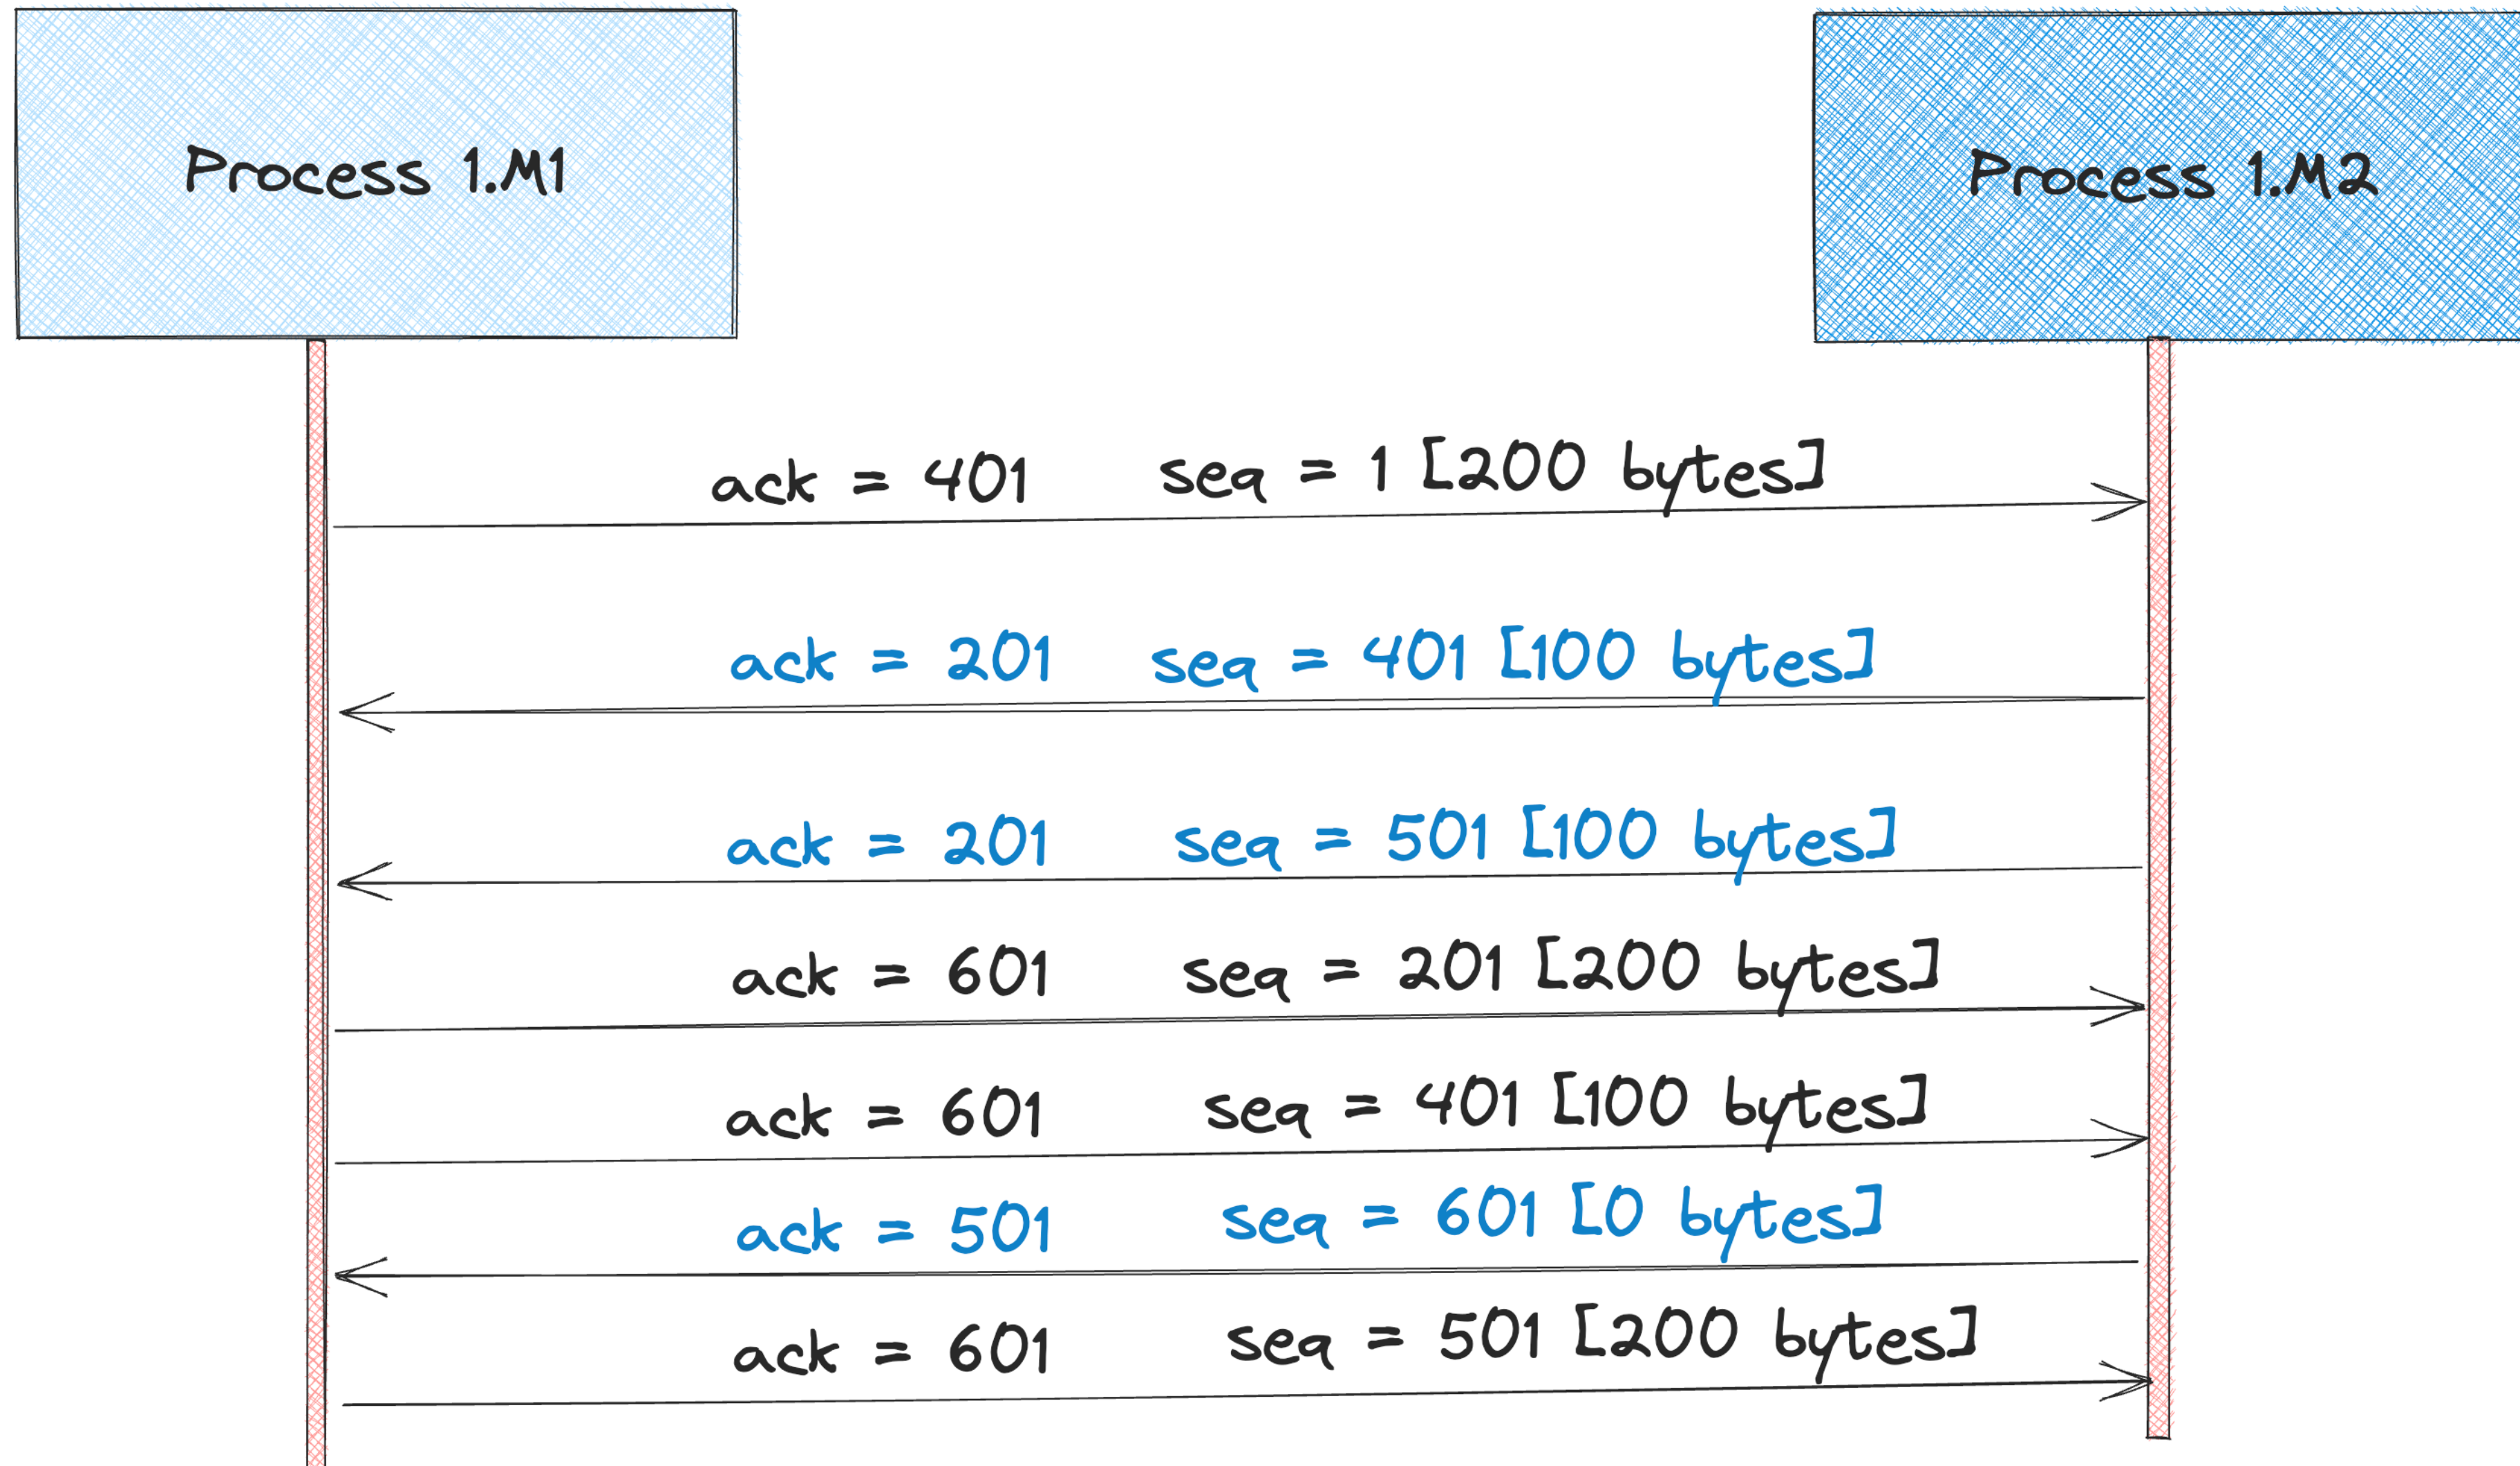 Process 1.M1
Process 1.M2
ack = 401 seq = 1 [200 bytes]
ack = 201 seq = 401 [100 bytes]
ack = 201 seq = 501 [100 bytes]
ack = 601 seq = 201 [200 bytes]
ack = 601 seq = 401 [100 bytes]
ack = 501 seq = 601 [0 bytes]
ack = 601 seq = 501 [200 bytes]